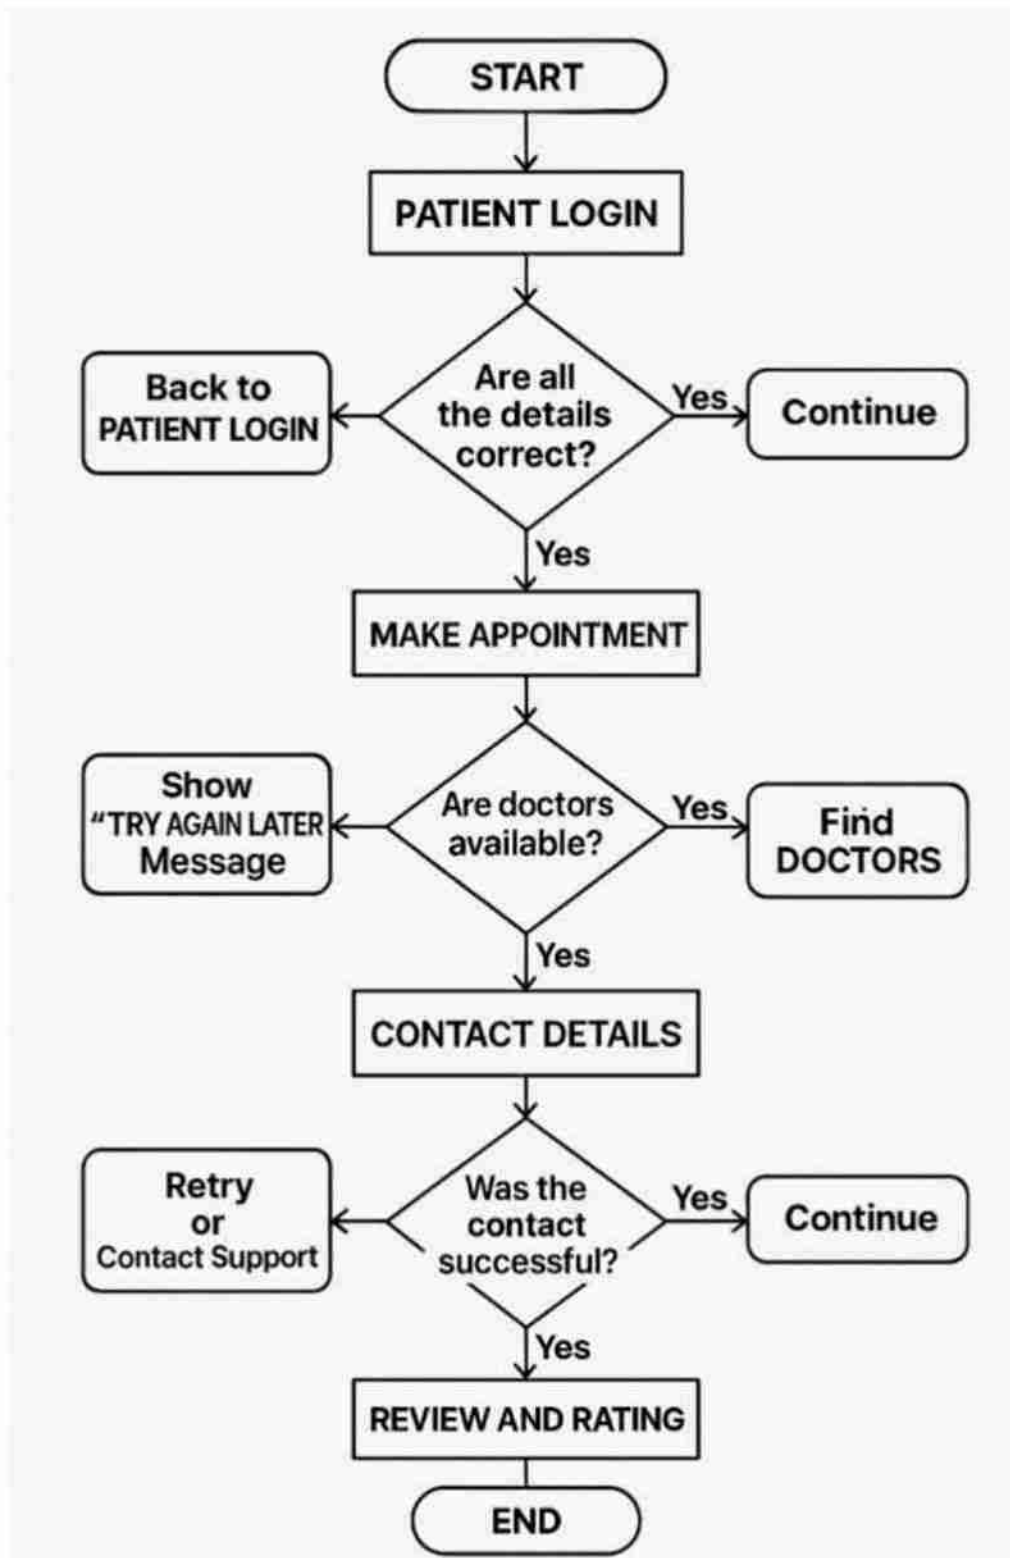 START
PATIENT LOGIN
Are all
the details
correct?
Back to
PATIENT LOGIN
Yes
Continue
Yes
MAKE APPOINTMENT
Are doctors
available?
Show
“TRY AGAIN LATER
Message
Yes
Find
DOCTORS
Yes
CONTACT DETAILS
Was the
contact
successful?
Retry
or
Contact Support
Yes
Continue
Yes
REVIEW AND RATING
END